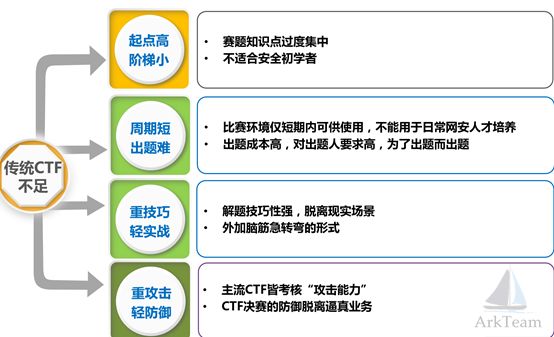 传统CTF
不足
起点高
阶梯小
• 赛题知识点过度集中
• 不适合安全初学者
周期短
出题难
• 比赛环境仅短期内可供使用，不能用于日常网安人才培养
• 出题成本高，对出题人要求高，为了出题而出题
重技巧
轻实战
• 解题技巧性强，脱离现实场景
• 外加脑筋急转弯的形式
重攻击
轻防御
• 主流CTF皆考核“攻击能力”
• CTF决赛的防御脱离逼真业务
ArkTeam